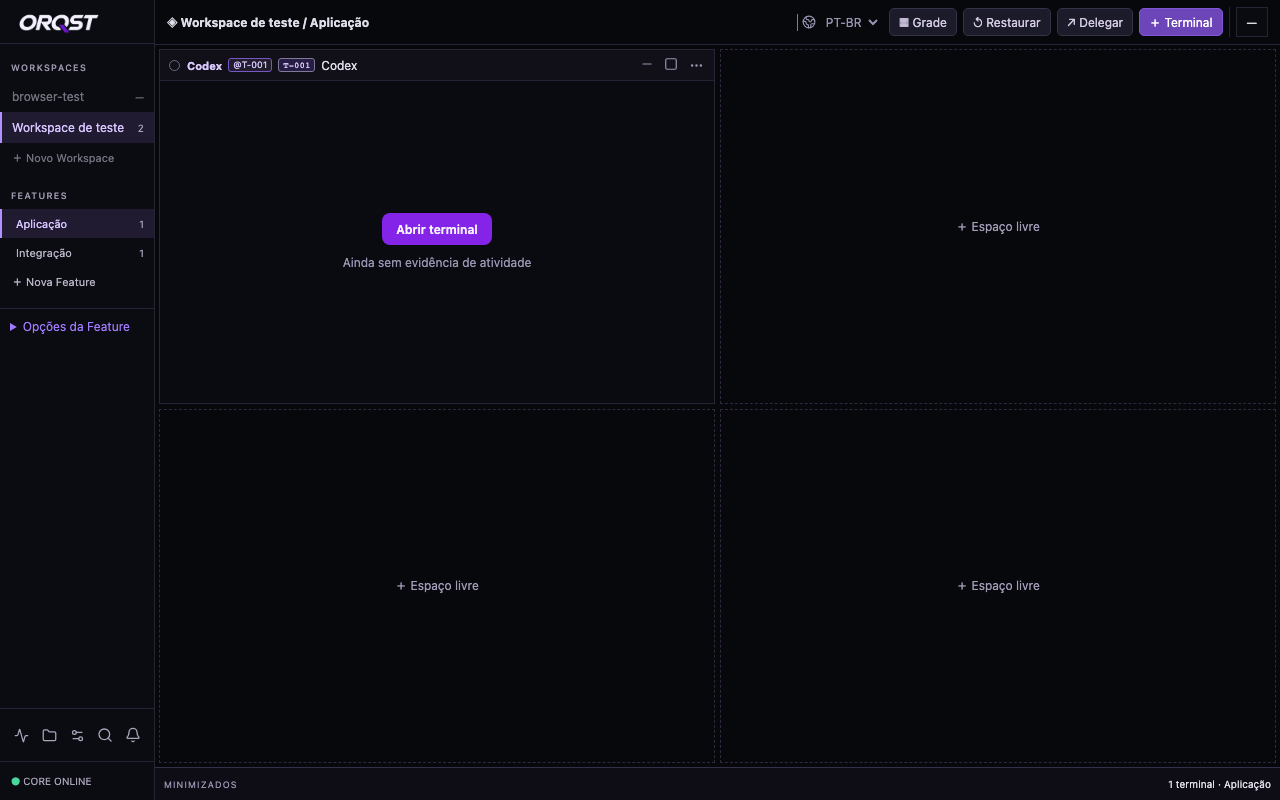 ORQST
WORKSPACES
browser-test –
Workspace de teste 2
+ Novo Workspace
FEATURES
Aplicação 1
Integração 1
+ Nova Feature
▶ Opções da Feature
CORE ONLINE
◈ Workspace de teste / Aplicação
PT-BR
▦ Grade
↺ Restaurar
↗ Delegar
+ Terminal
Codex @T-001 T-001 Codex
Abrir terminal
Ainda sem evidência de atividade
+ Espaço livre
+ Espaço livre
+ Espaço livre
MINIMIZADOS
1 terminal · Aplicação